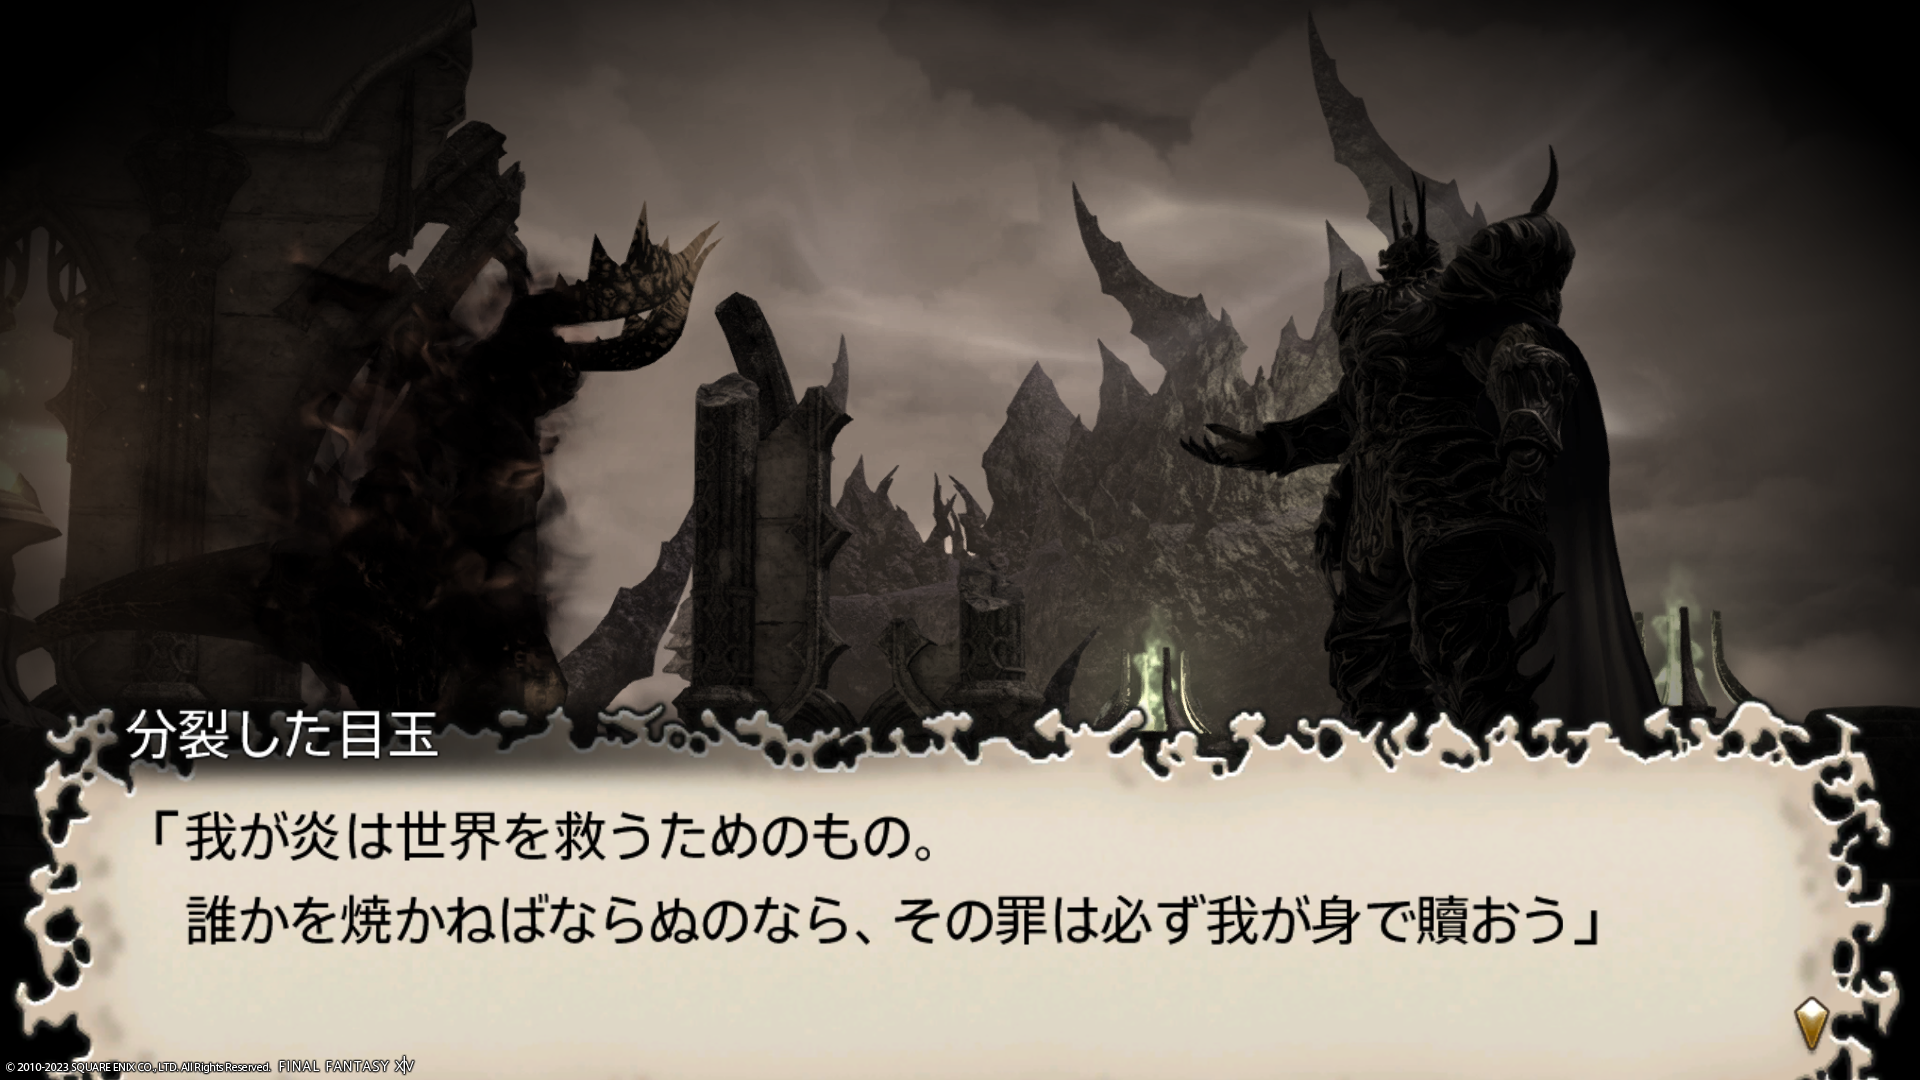 分裂した目玉
「我が炎は世界を救うためのもの。
誰かを焼かねばならぬのなら、その罪は必ず我が身で贖おう」
© 2010-2023 SQUARE ENIX CO., LTD. All Rights Reserved. FINAL FANTASY XIV